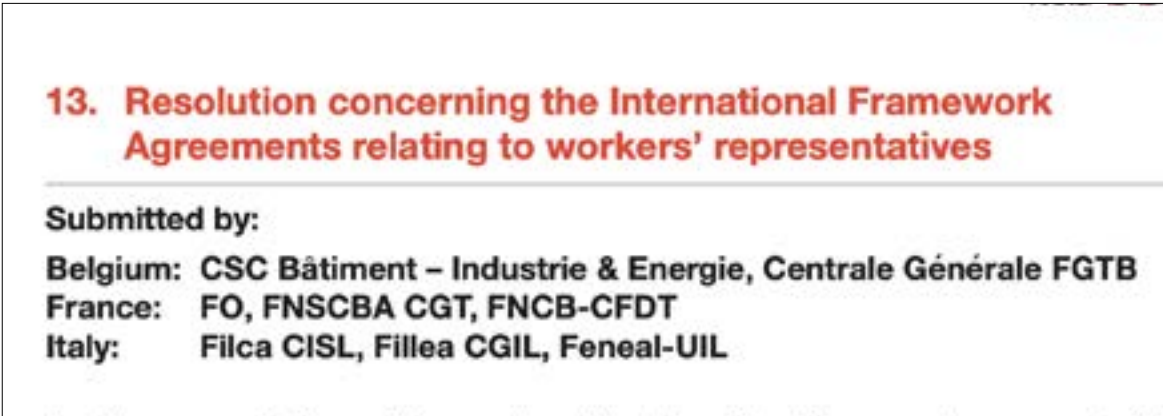 13. Resolution concerning the International Framework
Agreements relating to workers' representatives
Submitted by:
Belgium: CSC Bâtiment – Industrie & Energie, Centrale Générale FGTB
France: FO, FNSCBA CGT, FNCB-CFDT
Italy: Filca CISL, Fillea CGIL, Feneal-UIL